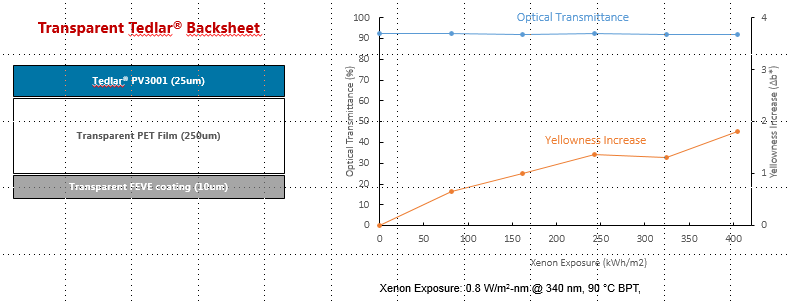 Transparent Tedlar® Backsheet
Tedlar® PV3001 (25um)
Transparent PET Film (250um)
Transparent FEVE coating (10um)
Optical Transmittance
Yellowness Increase
Optical Transmittance (%)
100
90
80
70
60
50
40
30
20
10
0
Yellowness Increase (Δb*)
4
3
2
1
0
0 50 100 150 200 250 300 350 400
Xenon Exposure (kWh/m2)
Xenon Exposure: 0.8 W/m²-nm @ 340 nm, 90 °C BPT,